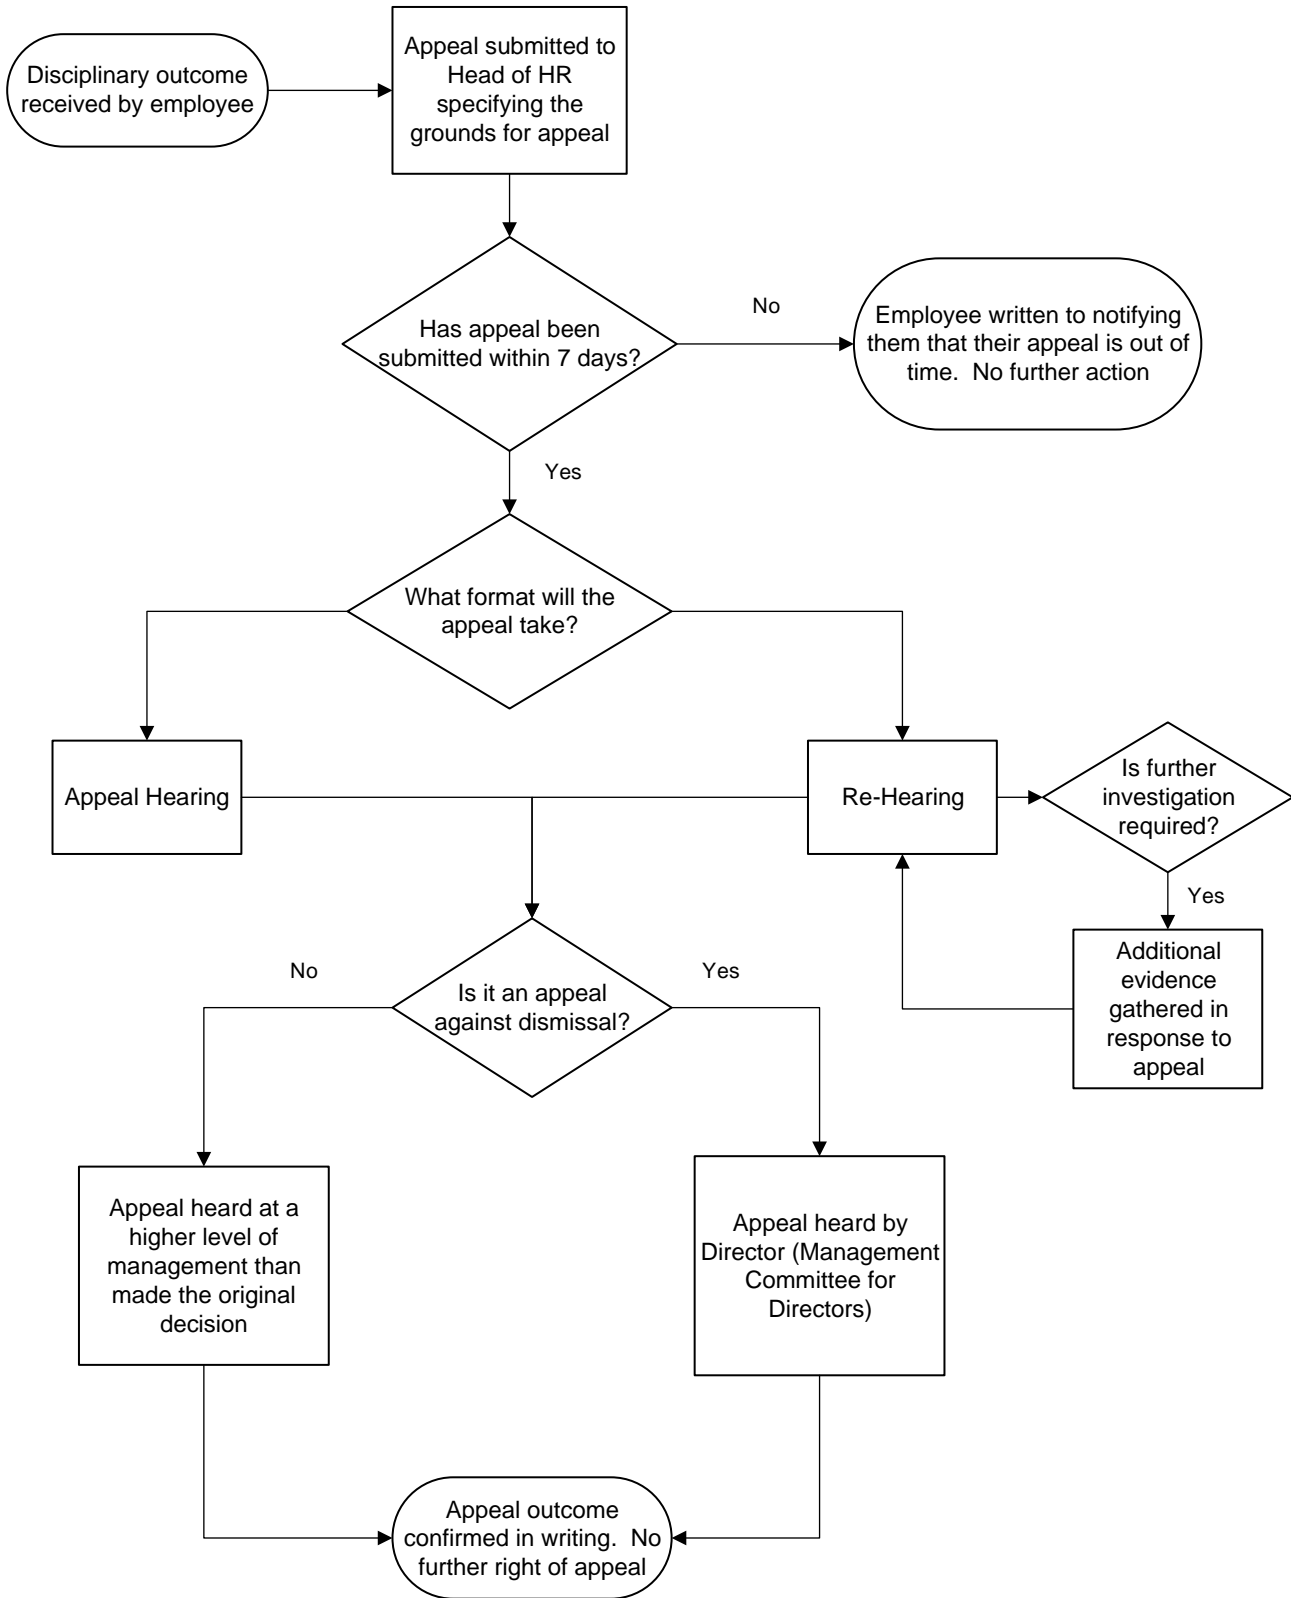 Disciplinary outcome
received by employee
Appeal submitted to
Head of HR
specifying the
grounds for appeal
Has appeal been
submitted within 7 days?
No
Employee written to notifying
them that their appeal is out of
time.  No further action
Yes
What format will the
appeal take?
Appeal Hearing
Re-Hearing
Is further
investigation
required?
Yes
Additional
evidence
gathered in
response to
appeal
No
Is it an appeal
against dismissal?
Yes
Appeal heard at a
higher level of
management than
made the original
decision
Appeal heard by
Director (Management
Committee for
Directors)
Appeal outcome
confirmed in writing.  No
further right of appeal